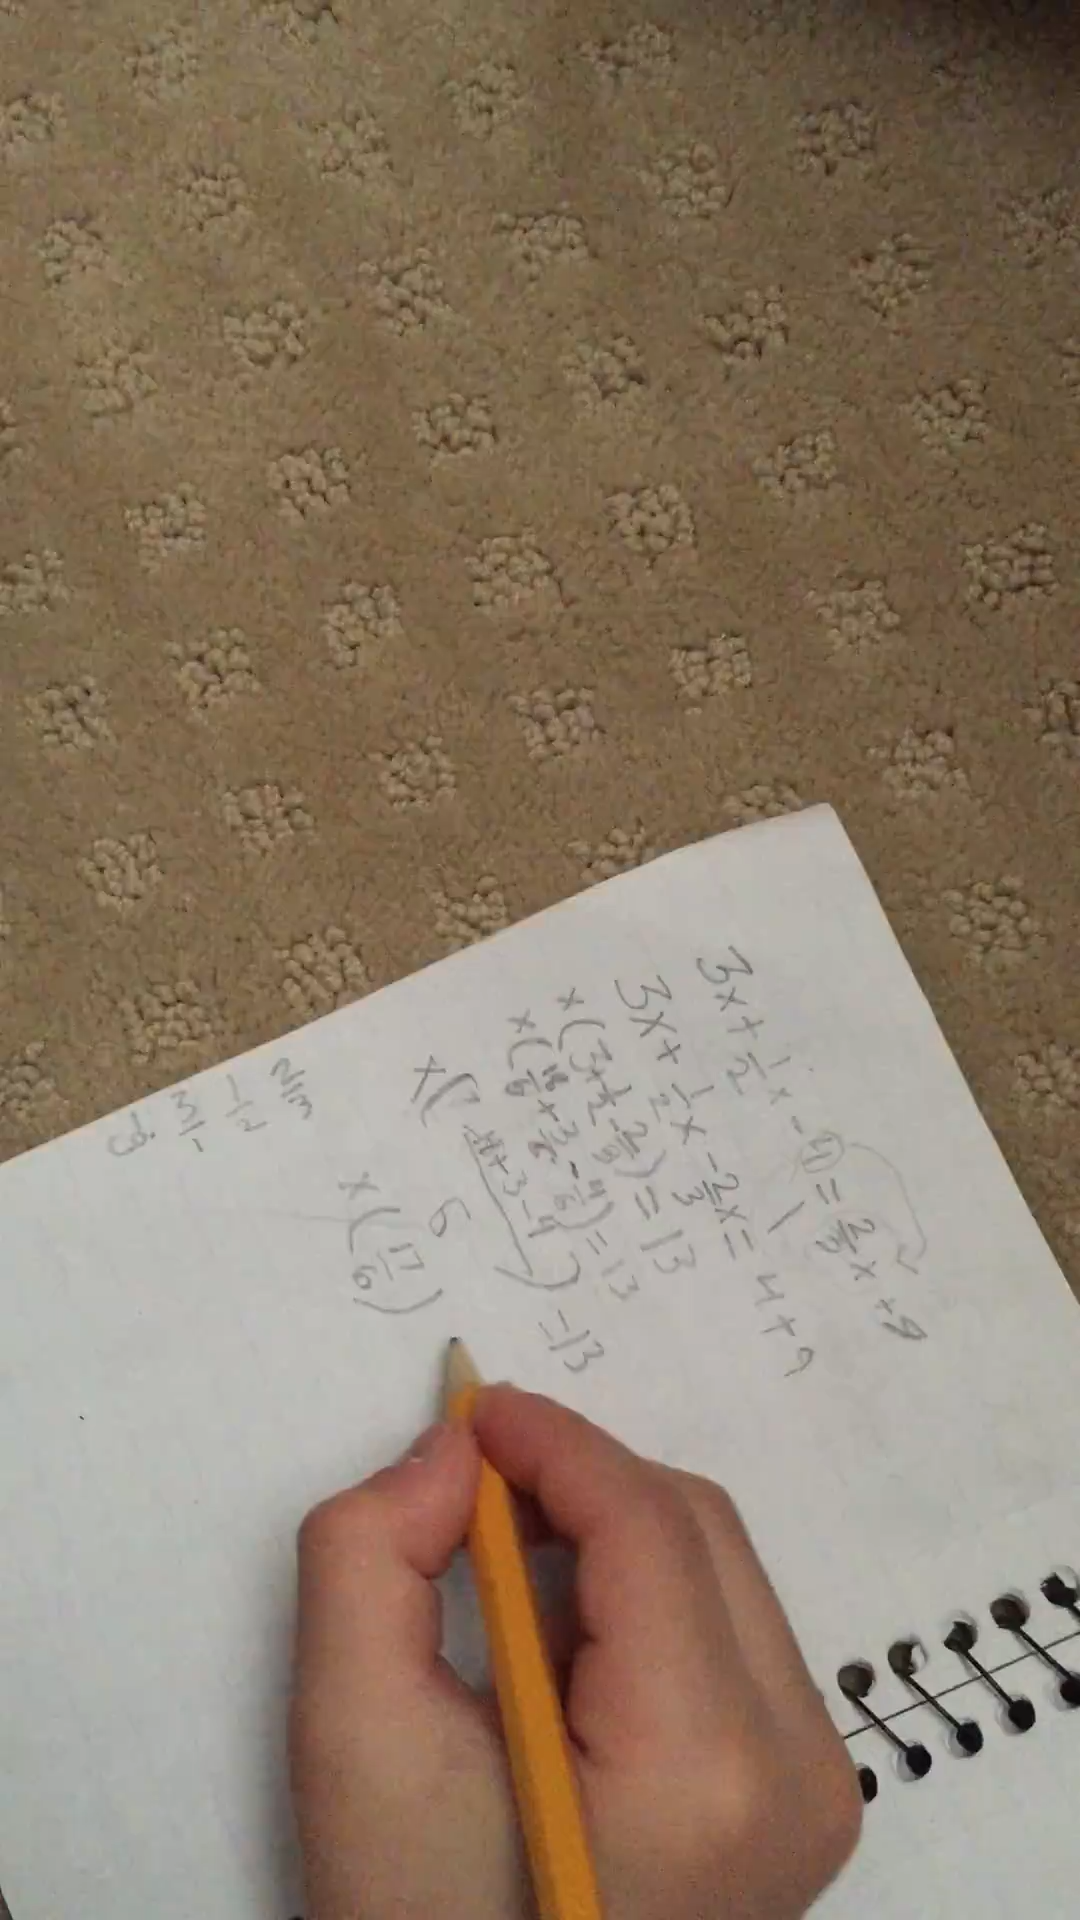 3x + 1/2 x - 4 = 2/3 x + 9
3x + 1/2 x - 2/3 x = 4 + 9
x(3 + 1/2 - 2/3) = 13
x(18/6 + 3/6 - 4/6) = 13
x(18 + 3 - 4 / 6) = 13
x(17/6)